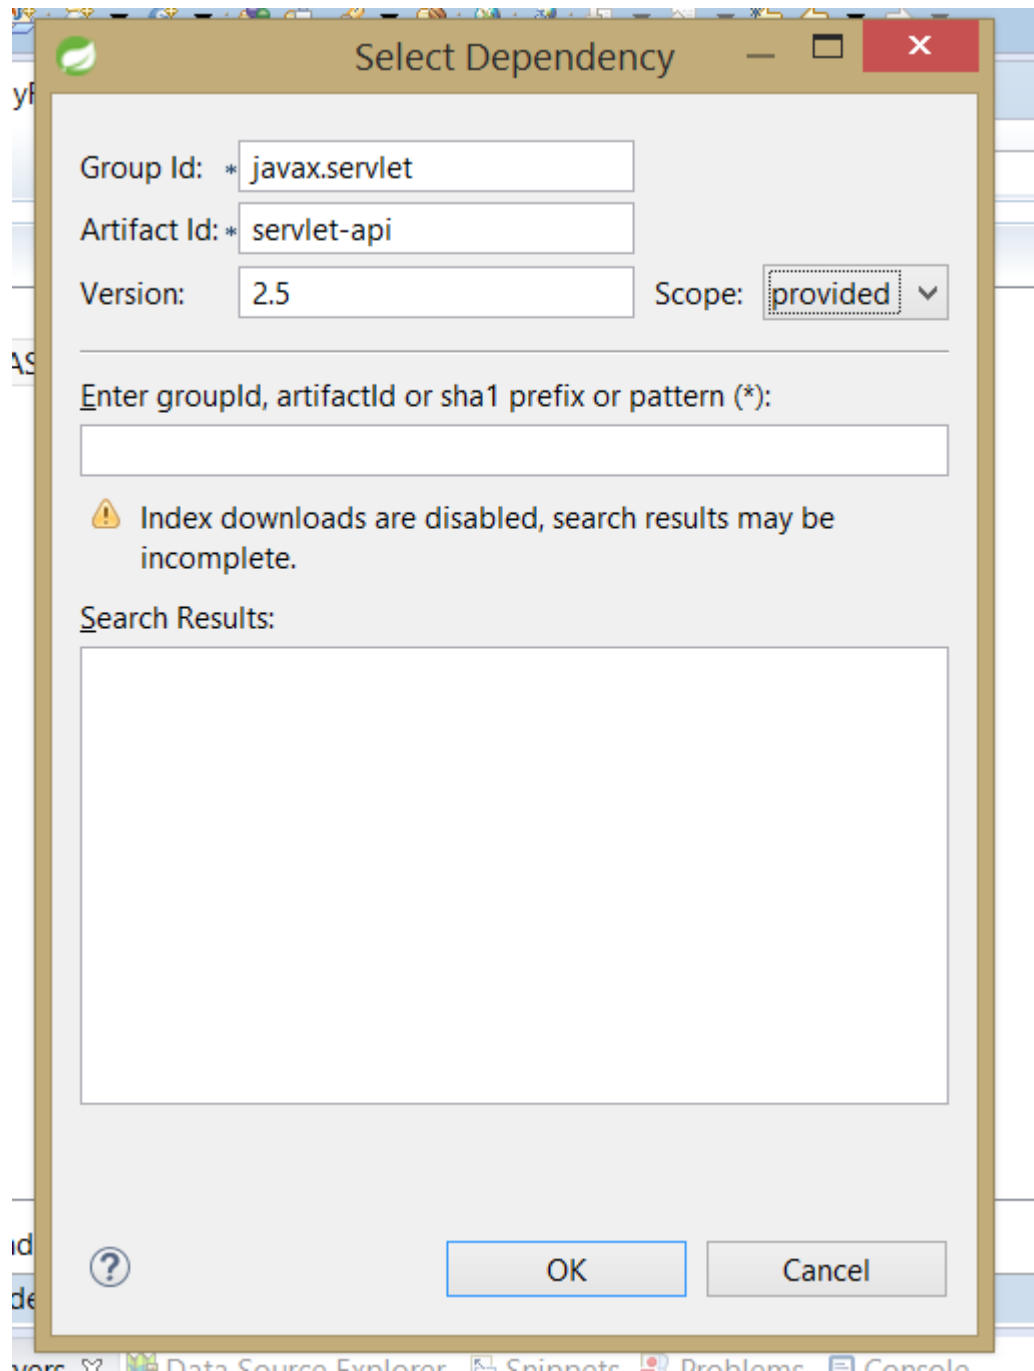 Select Dependency
Group Id: * javax.servlet
Artifact Id: * servlet-api
Version: 2.5 Scope: provided
Enter groupId, artifactId or sha1 prefix or pattern (*):
Index downloads are disabled, search results may be
incomplete.
Search Results:
OK Cancel
Data Source Explorer Snippets Problems Console